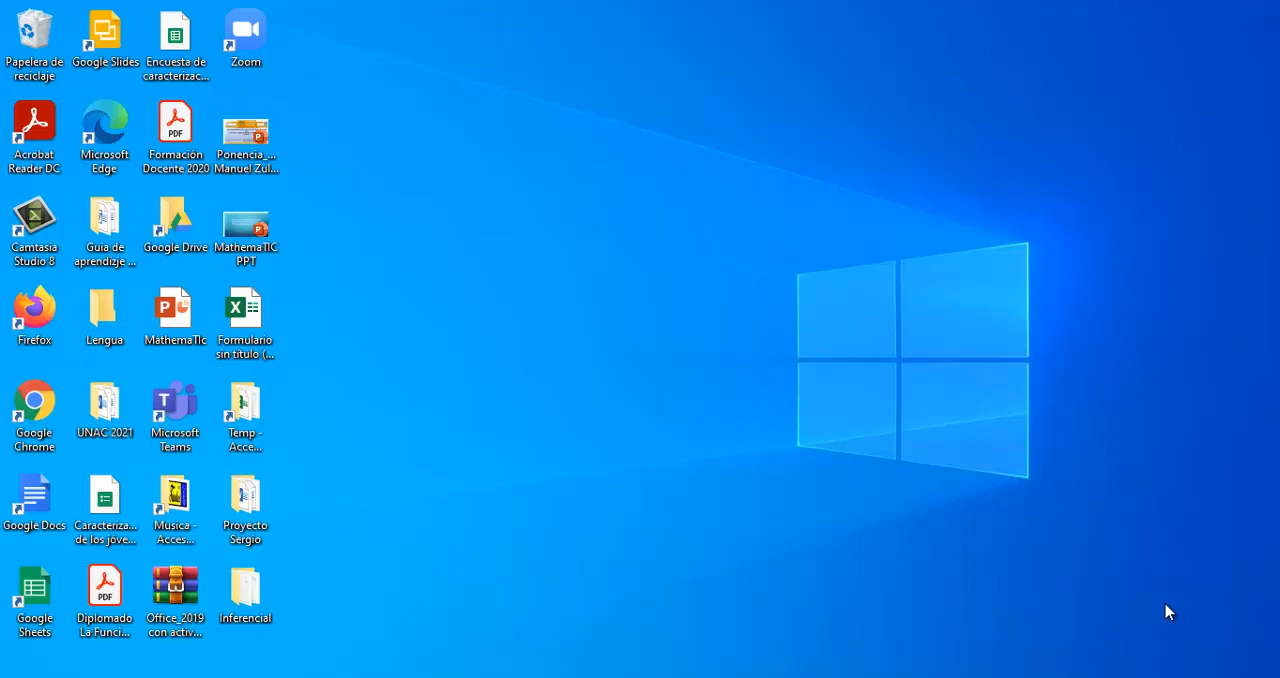 Papelera de
reciclaje
Google Slides
Encuesta de
caracterizac...
Zoom
Acrobat
Reader DC
Microsoft
Edge
PDF
Formación
Docente 2020
Ponencia_...
Manuel Zul...
Camtasia
Studio 8
Guia de
aprendizje ...
Google Drive
MathemaTIC
PPT
Firefox
Lengua
MathemaTIc
Formulario
sin título (...
Google
Chrome
UNAC 2021
Microsoft
Teams
Temp -
Acce...
Google Docs
Caracteriza...
de los jóve...
Musica -
Acces...
Proyecto
Sergio
Google
Sheets
PDF
Diplomado
La Funci...
Office_2019
con activ...
Inferencial